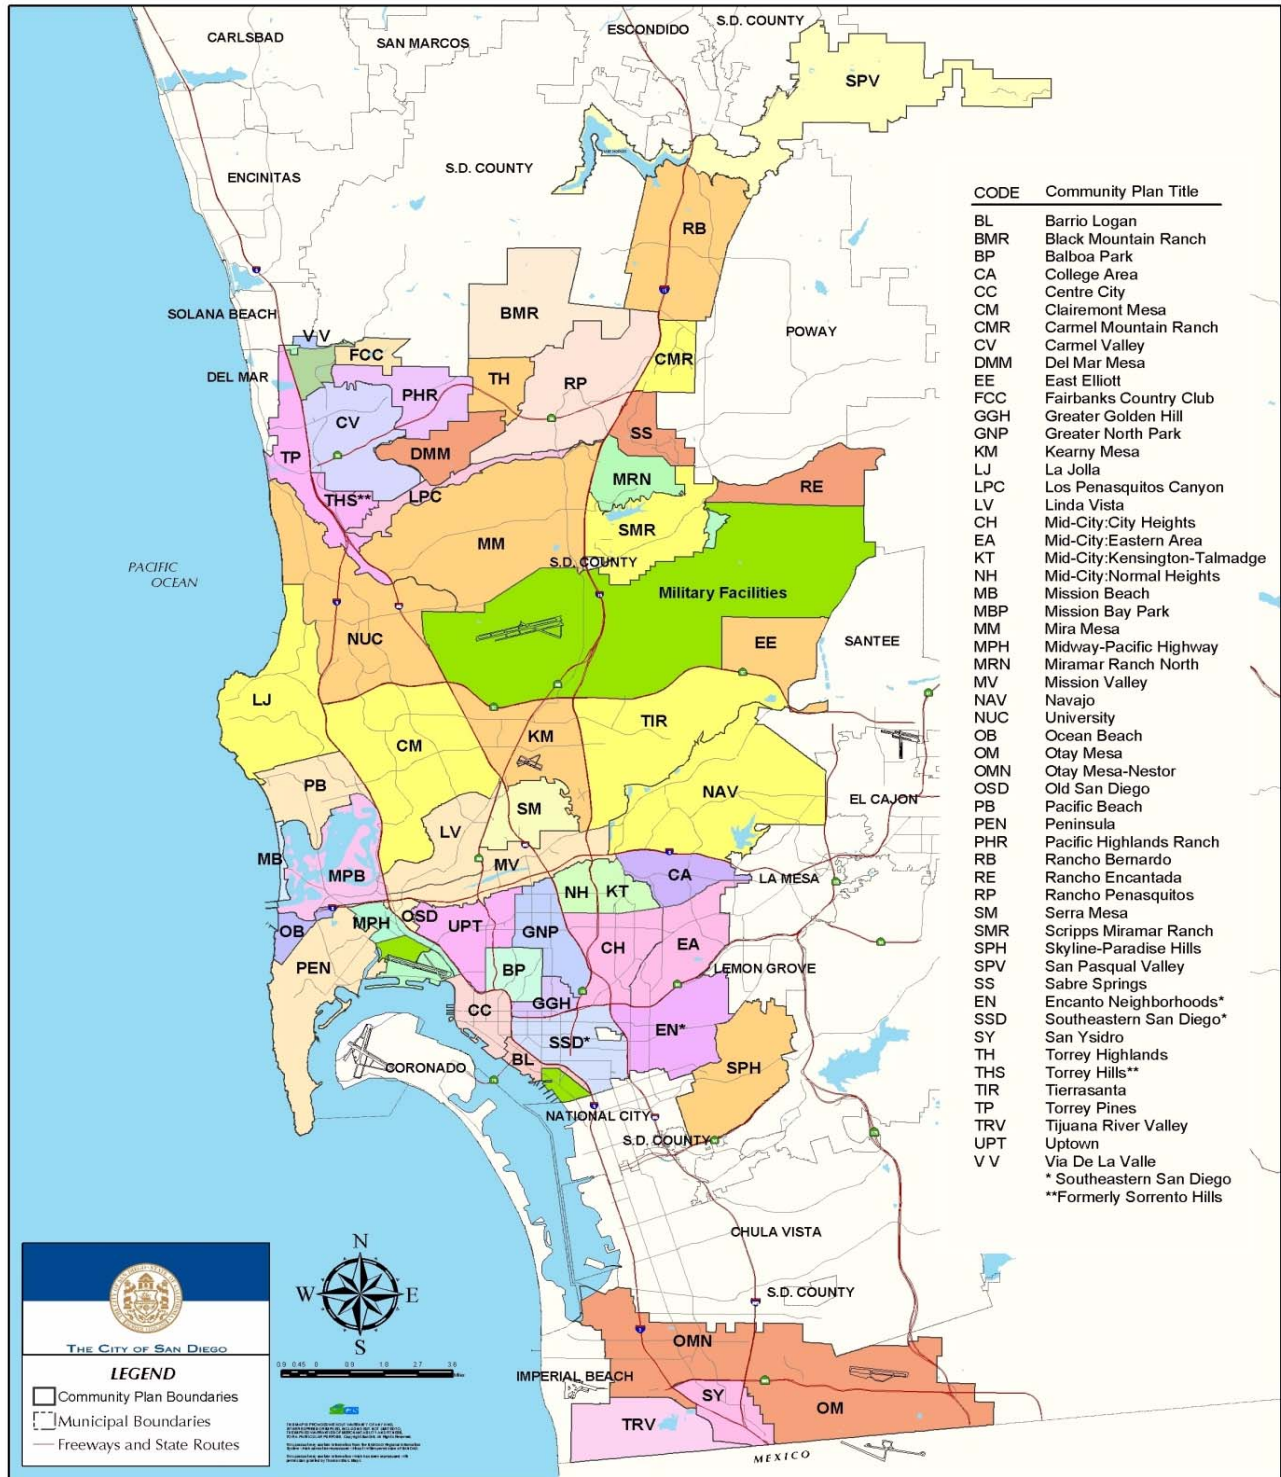 S.D. COUNTY
ESCONDIDO
CARLSBAD
SAN MARCOS
SPV
S.D. COUNTY
ENCINITAS
RB
SOLANA BEACH
BMR
V V
POWAY
FCC
CMR
DEL MAR
PHR
TH
RP
CV
SS
DMM
TP
MRN
RE
THS**
LPC
SMR
MM
S.D. COUNTY
PACIFIC
OCEAN
Military Facilities
NUC
EE
SANTEE
LJ
TIR
KM
CM
PB
NAV
EL CAJON
SM
LV
MB
MV
MPB
CA
LA MESA
NH
KT
OSD
MPH
UPT
GNP
OB
CH
EA
PEN
BP
LEMON GROVE
GGH
CC
EN*
SSD*
BL
SPH
CORONADO
NATIONAL CITY
S.D. COUNTY
CHULA VISTA
S.D. COUNTY
OMN
IMPERIAL BEACH
SY
OM
TRV
MEXICO
CODE Community Plan Title
BL Barrio Logan
BMR Black Mountain Ranch
BP Balboa Park
CA College Area
CC Centre City
CM Clairemont Mesa
CMR Carmel Mountain Ranch
CV Carmel Valley
DMM Del Mar Mesa
EE East Elliott
FCC Fairbanks Country Club
GGH Greater Golden Hill
GNP Greater North Park
KM Kearny Mesa
LJ La Jolla
LPC Los Penasquitos Canyon
LV Linda Vista
CH Mid-City:City Heights
EA Mid-City:Eastern Area
KT Mid-City:Kensington-Talmadge
NH Mid-City:Normal Heights
MB Mission Beach
MBP Mission Bay Park
MM Mira Mesa
MPH Midway-Pacific Highway
MRN Miramar Ranch North
MV Mission Valley
NAV Navajo
NUC University
OB Ocean Beach
OM Otay Mesa
OMN Otay Mesa-Nestor
OSD Old San Diego
PB Pacific Beach
PEN Peninsula
PHR Pacific Highlands Ranch
RB Rancho Bernardo
RE Rancho Encantada
RP Rancho Penasquitos
SM Serra Mesa
SMR Scripps Miramar Ranch
SPH Skyline-Paradise Hills
SPV San Pasqual Valley
SS Sabre Springs
EN Encanto Neighborhoods*
SSD Southeastern San Diego*
SY San Ysidro
TH Torrey Highlands
THS Torrey Hills**
TIR Tierrasanta
TP Torrey Pines
TRV Tijuana River Valley
UPT Uptown
V V Via De La Valle
* Southeastern San Diego
**Formerly Sorrento Hills
THE CITY OF SAN DIEGO
LEGEND
Community Plan Boundaries
Municipal Boundaries
Freeways and State Routes
N
W E
S